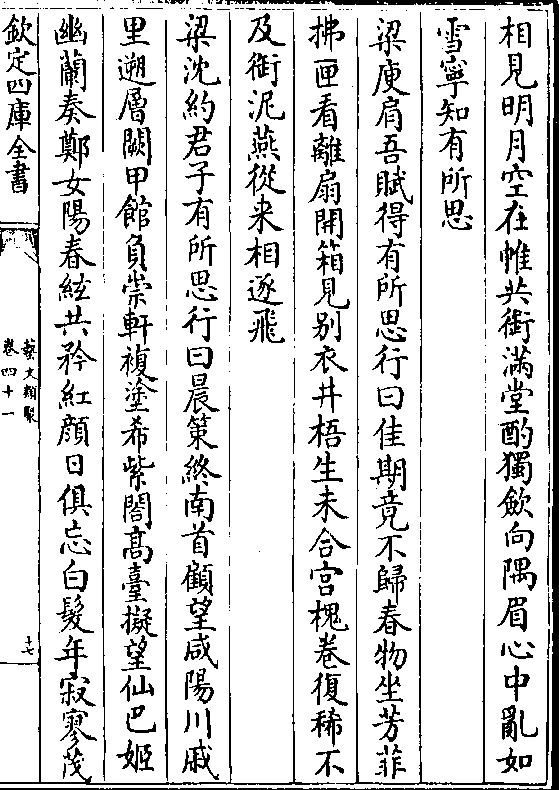 相見明月空在帷共銜滿堂酌獨斂向隅眉心中亂如
雪寧知有所思
梁庾肩吾賦得有所思行曰佳期竟不歸春物坐芳菲
拂匣看離扇開箱見別衣井梧生未合宫槐卷復稀不
及銜泥燕從来相逐飛
梁沈約君子有所思行曰晨策終南首顧望咸陽川戚
里遡層闕甲館負崇軒複塗希紫閣髙臺擬望仙巴姬
幽蘭奏鄭女陽春絃共矜紅顔日俱忘白髮年寂寥茂
欽定四庫全書
藝文類聚
卷四十一
十七